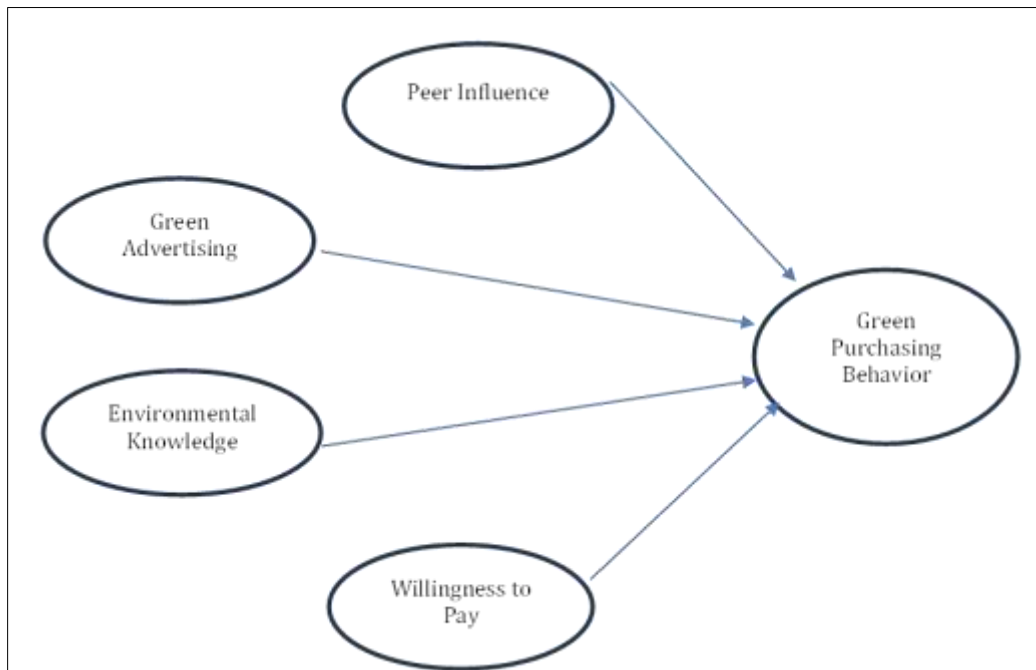 Peer Influence
Green
Advertising
Green
Purchasing
Behavior
Environmental
Knowledge
Willingness to
Pay